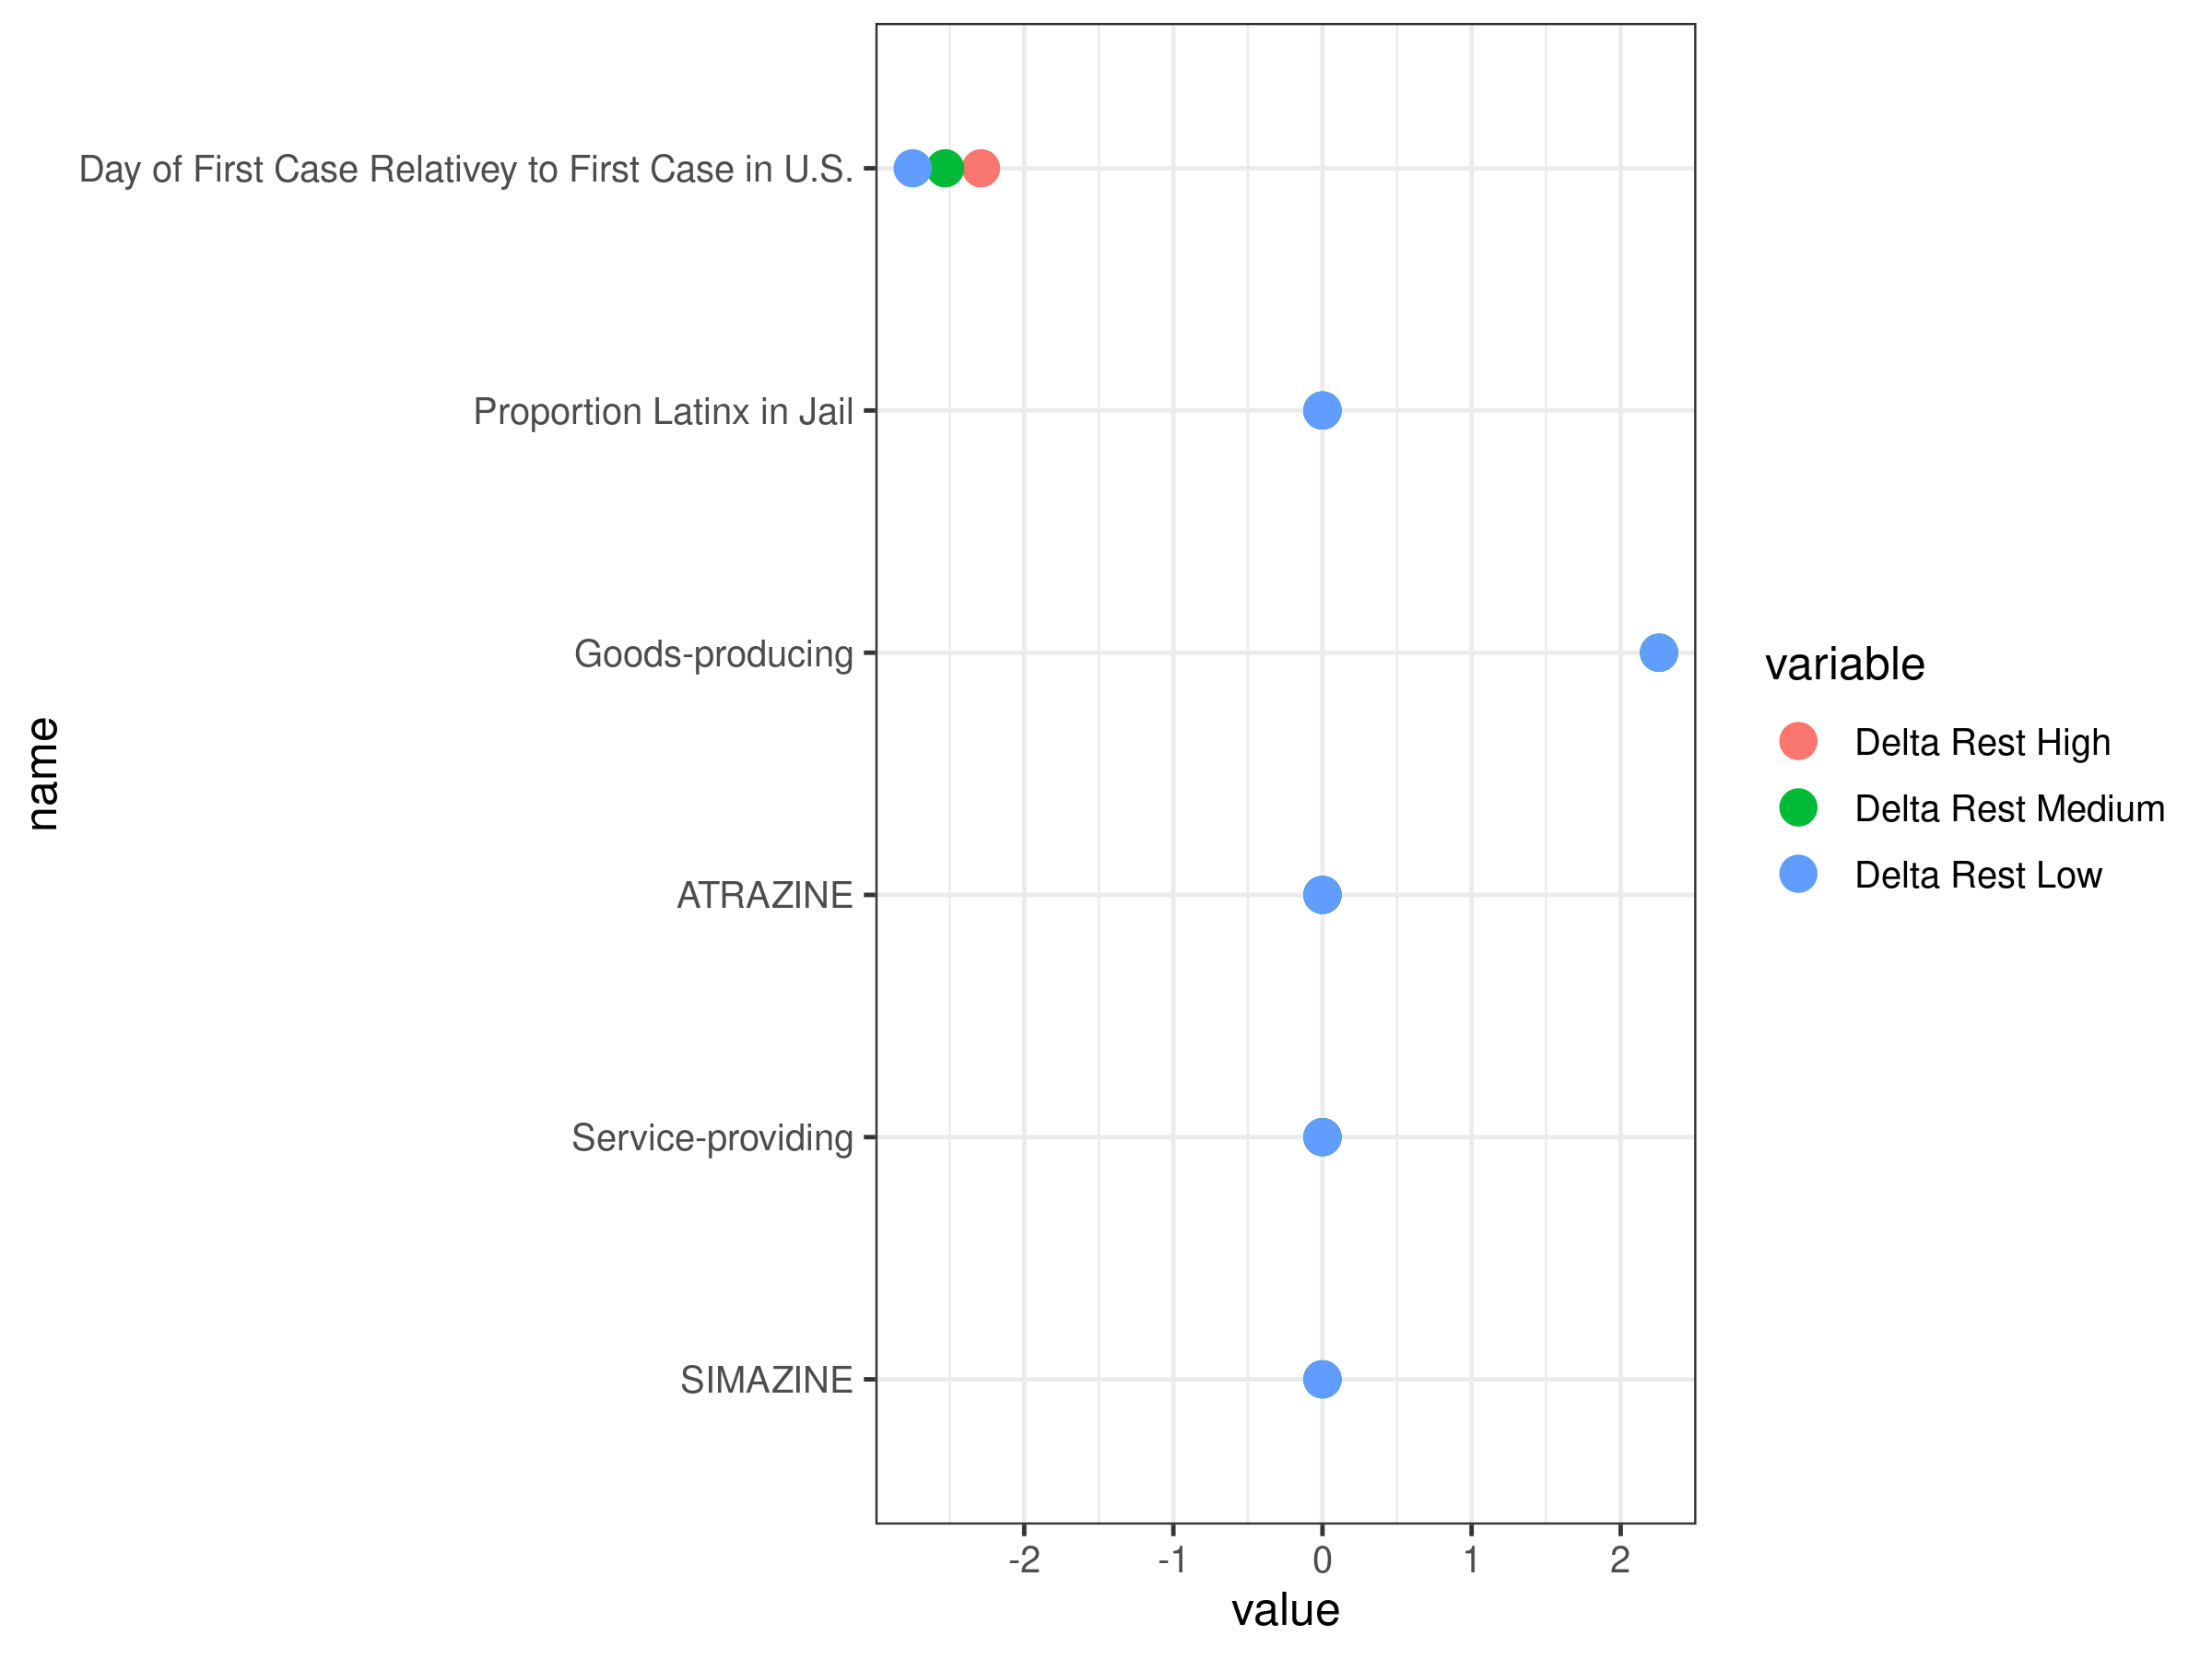 Day of First Case Relativey to First Case in U.S.
Proportion Latinx in Jail
Goods-producing
ATRAZINE
Service-providing
SIMAZINE
name
-2 -1 0 1 2
value
variable
Delta Rest High
Delta Rest Medium
Delta Rest Low